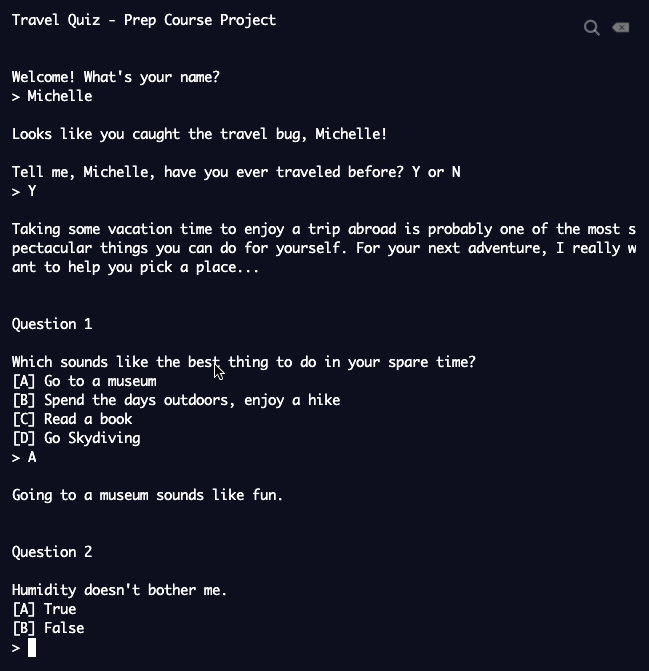 Travel Quiz - Prep Course Project
Welcome! What's your name?
> Michelle
Looks like you caught the travel bug, Michelle!
Tell me, Michelle, have you ever traveled before? Y or N
> Y
Taking some vacation time to enjoy a trip abroad is probably one of the most s
pectacular things you can do for yourself. For your next adventure, I really w
ant to help you pick a place...
Question 1
Which sounds like the best thing to do in your spare time?
[A] Go to a museum
[B] Spend the days outdoors, enjoy a hike
[C] Read a book
[D] Go Skydiving
> A
Going to a museum sounds like fun.
Question 2
Humidity doesn't bother me.
[A] True
[B] False
>